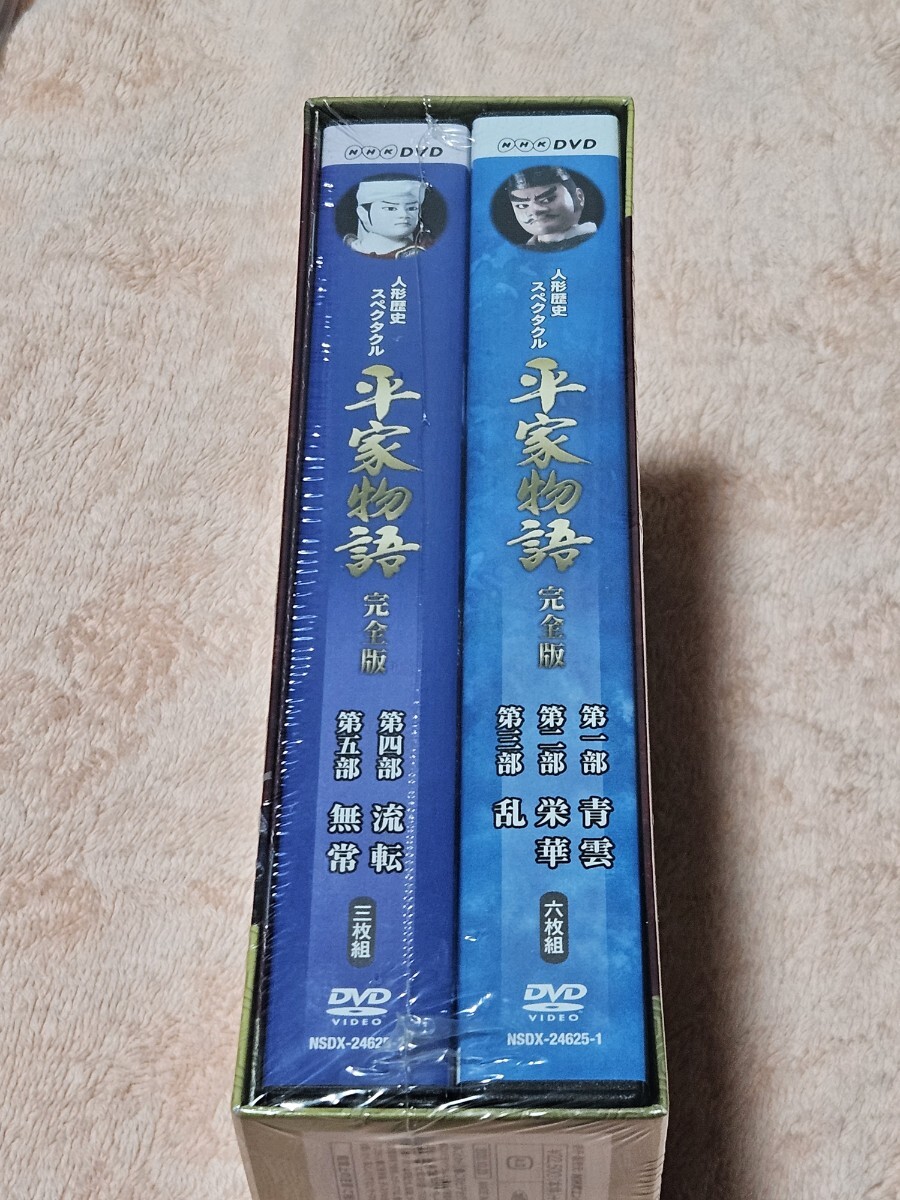 NHK DVD
人形歴史
スペクタクル
平家物語
完全版
第一部 青雲
第二部 栄華
第三部 乱
六枚組
DVD
VIDEO
NSDX-24625-1
NHK DVD
人形歴史
スペクタクル
平家物語
完全版
第四部 流転
第五部 無常
三枚組
DVD
VIDEO